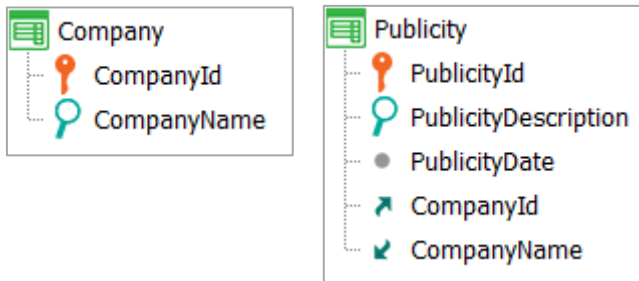 Company
CompanyId
CompanyName
Publicity
PublicityId
PublicityDescription
PublicityDate
CompanyId
CompanyName